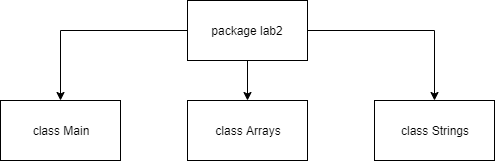 package lab2
class Main
class Arrays
class Strings